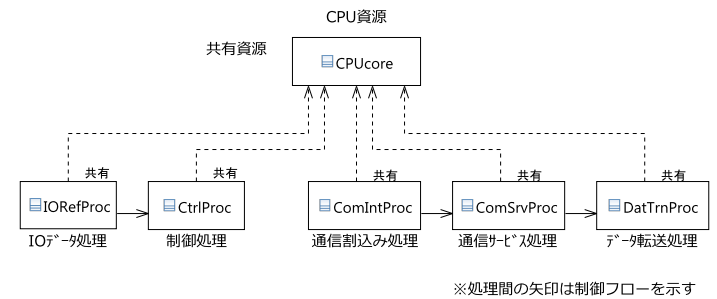 CPU資源
共有資源
CPUcore
共有
共有
共有
共有
共有
IORefProc
CtrlProc
ComIntProc
ComSrvProc
DatTrnProc
IOﾃﾞｰﾀ処理
制御処理
通信割込み処理
通信ｻｰﾋﾞｽ処理
ﾃﾞｰﾀ転送処理
※処理間の矢印は制御フローを示す